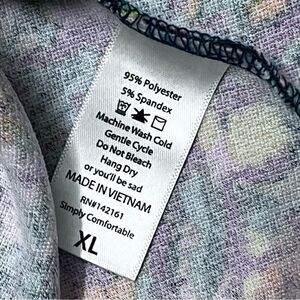 95% Polyester
5% Spandex
Machine Wash Cold
Gentle Cycle
Do Not Bleach
Hang Dry
or you'll be sad
MADE IN VIETNAM
RN#142161
Simply Comfortable
XL